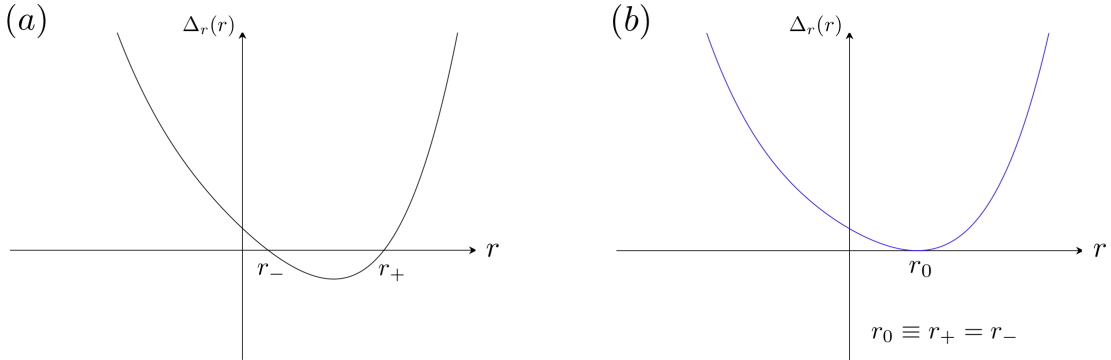 (a)
Δ_r(r)
r
r_−
r_+
(b)
Δ_r(r)
r
r_0
r_0 ≡ r_+ = r_−